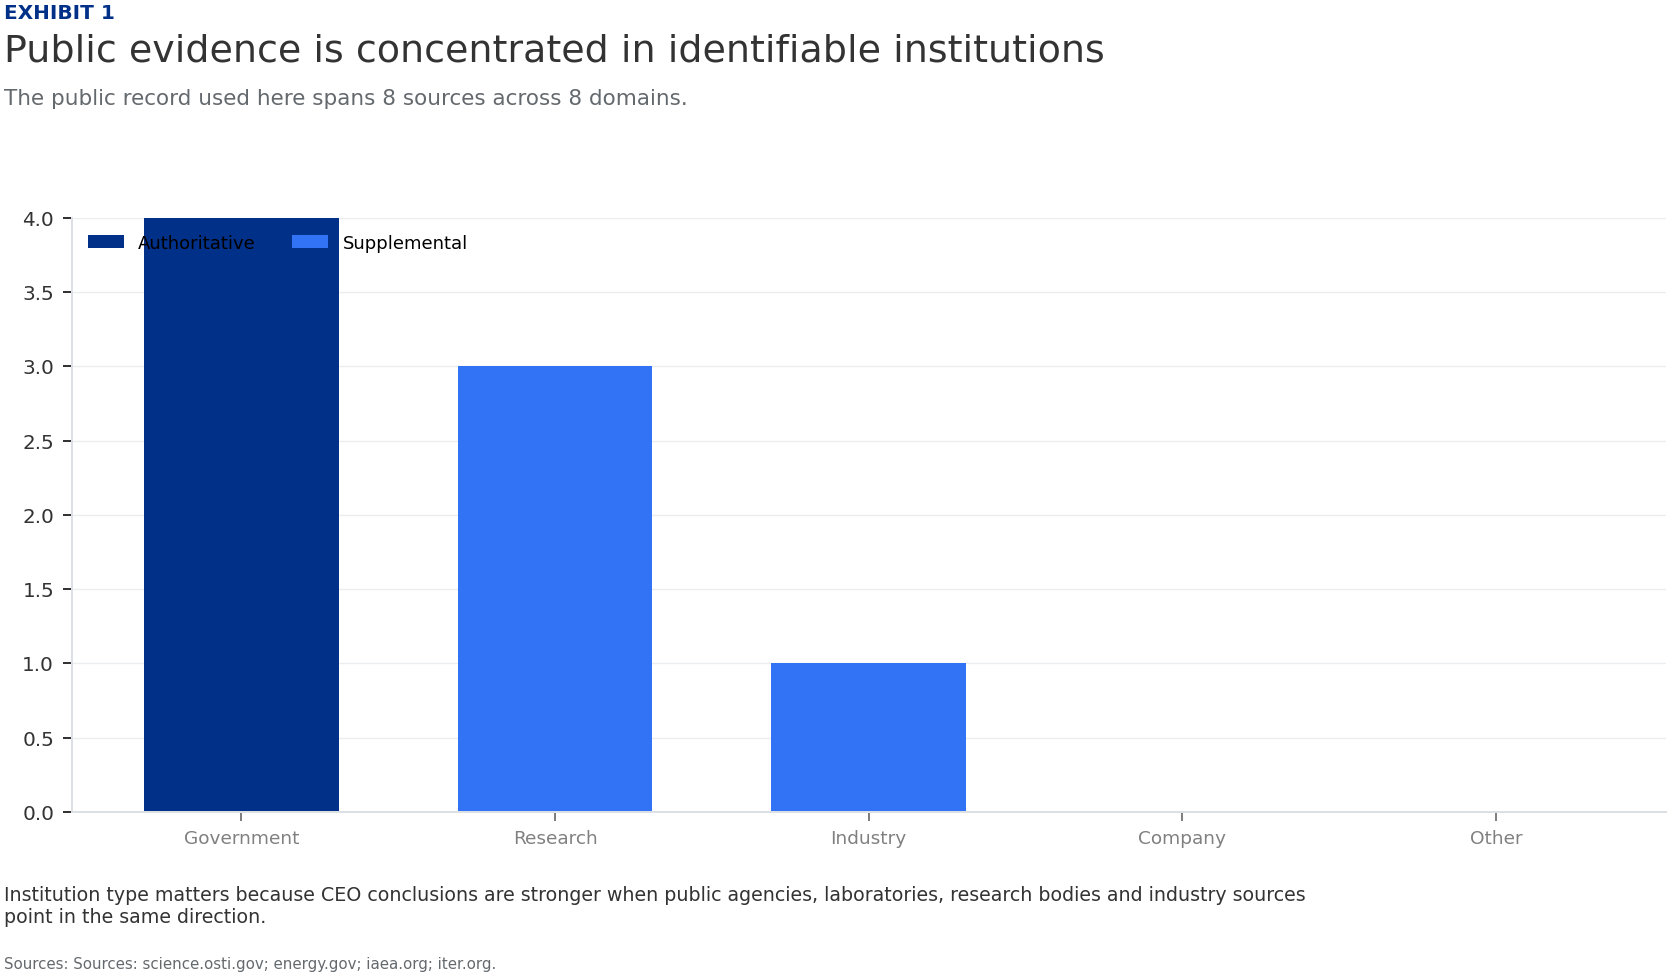 EXHIBIT 1
Public evidence is concentrated in identifiable institutions
The public record used here spans 8 sources across 8 domains.
4.0
Authoritative
Supplemental
3.5
3.0
2.5
2.0
1.5
1.0
0.5
0.0
Government
Research
Industry
Company
Other
Institution type matters because CEO conclusions are stronger when public agencies, laboratories, research bodies and industry sources
point in the same direction.
Sources: Sources: science.osti.gov; energy.gov; iaea.org; iter.org.